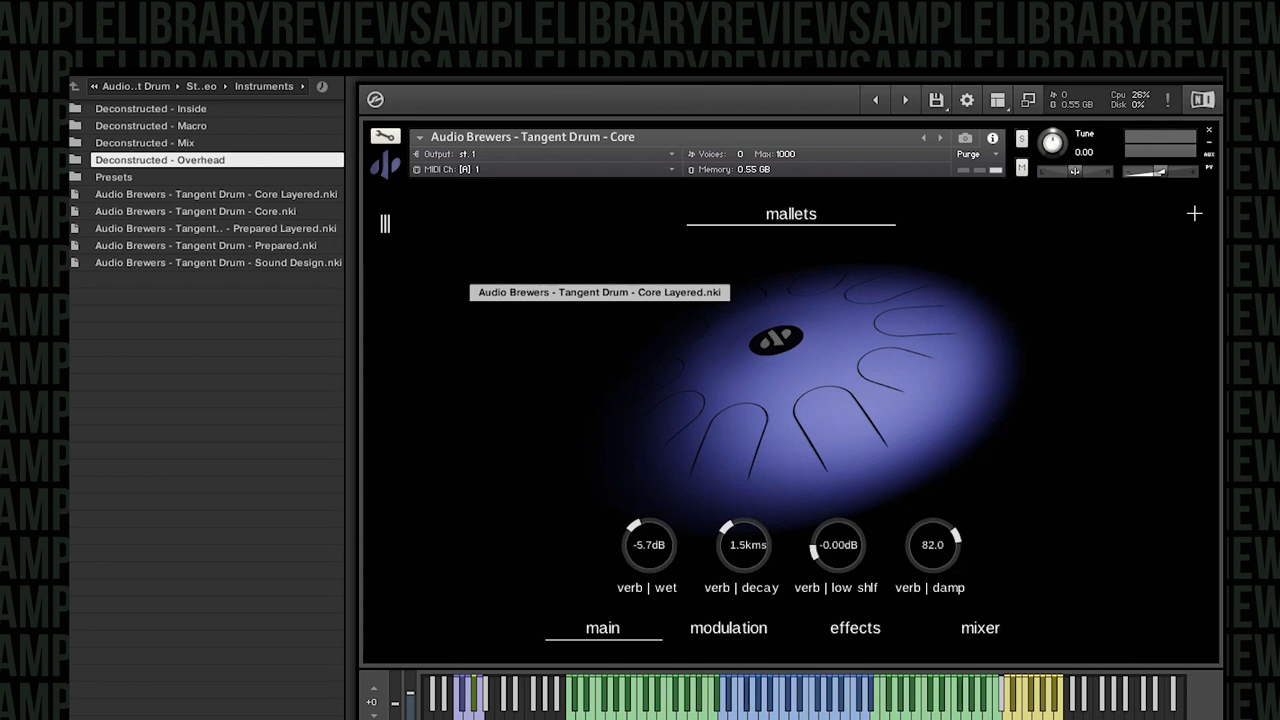 AMPLELIBRARYREVIEWSAMPLELIBRARYREVIEWSAMPLELIBRARYREVIEW
Audio..t Drum St..eo Instruments
Deconstructed - Inside
Deconstructed - Macro
Deconstructed - Mix
Deconstructed - Overhead
Presets
Audio Brewers - Tangent Drum - Core Layered.nki
Audio Brewers - Tangent Drum - Core.nki
Audio Brewers - Tangent.. - Prepared Layered.nki
Audio Brewers - Tangent Drum - Prepared.nki
Audio Brewers - Tangent Drum - Sound Design.nki
0
0.55 GB
Cpu 26%
Disk 0%
!
NI
Audio Brewers - Tangent Drum - Core
Output: st. 1
Voices: 0 Max: 1000
Purge
MIDI Ch: [A] 1
Memory: 0.55 GB
S
M
Tune
0.00
L R
AUX
PV
mallets
Audio Brewers - Tangent Drum - Core Layered.nki
-5.7dB 1.5kms -0.00dB 82.0
verb | wet verb | decay verb | low shlf verb | damp
main modulation effects mixer
+0